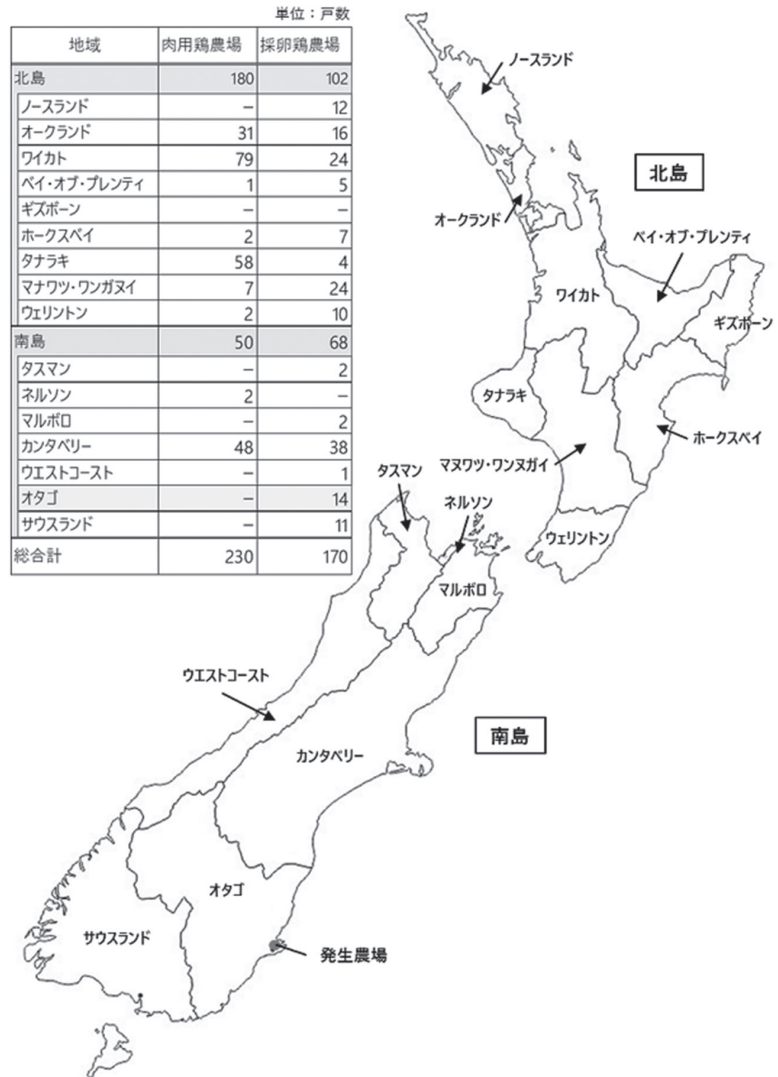 単位：戸数
地域 肉用鶏農場 採卵鶏農場
北島 180 102
ノースランド － 12
オークランド 31 16
ワイカト 79 24
ベイ・オブ・プレンティ 1 5
ギズボーン － －
ホークスベイ 2 7
タナラキ 58 4
マナワツ・ワンガヌイ 7 24
ウェリントン 2 10
南島 50 68
タスマン － 2
ネルソン 2 －
マルボロ － 2
カンタベリー 48 38
ウエストコースト － 1
オタゴ － 14
サウスランド － 11
総合計 230 170
ノースランド
北島
オークランド
ベイ・オブ・プレンティ
ワイカト
ギズボーン
タナラキ
ホークスベイ
マヌワツ・ワンヌガイ
タスマン
ネルソン
ウェリントン
マルボロ
ウエストコースト
南島
カンタベリー
オタゴ
サウスランド
発生農場